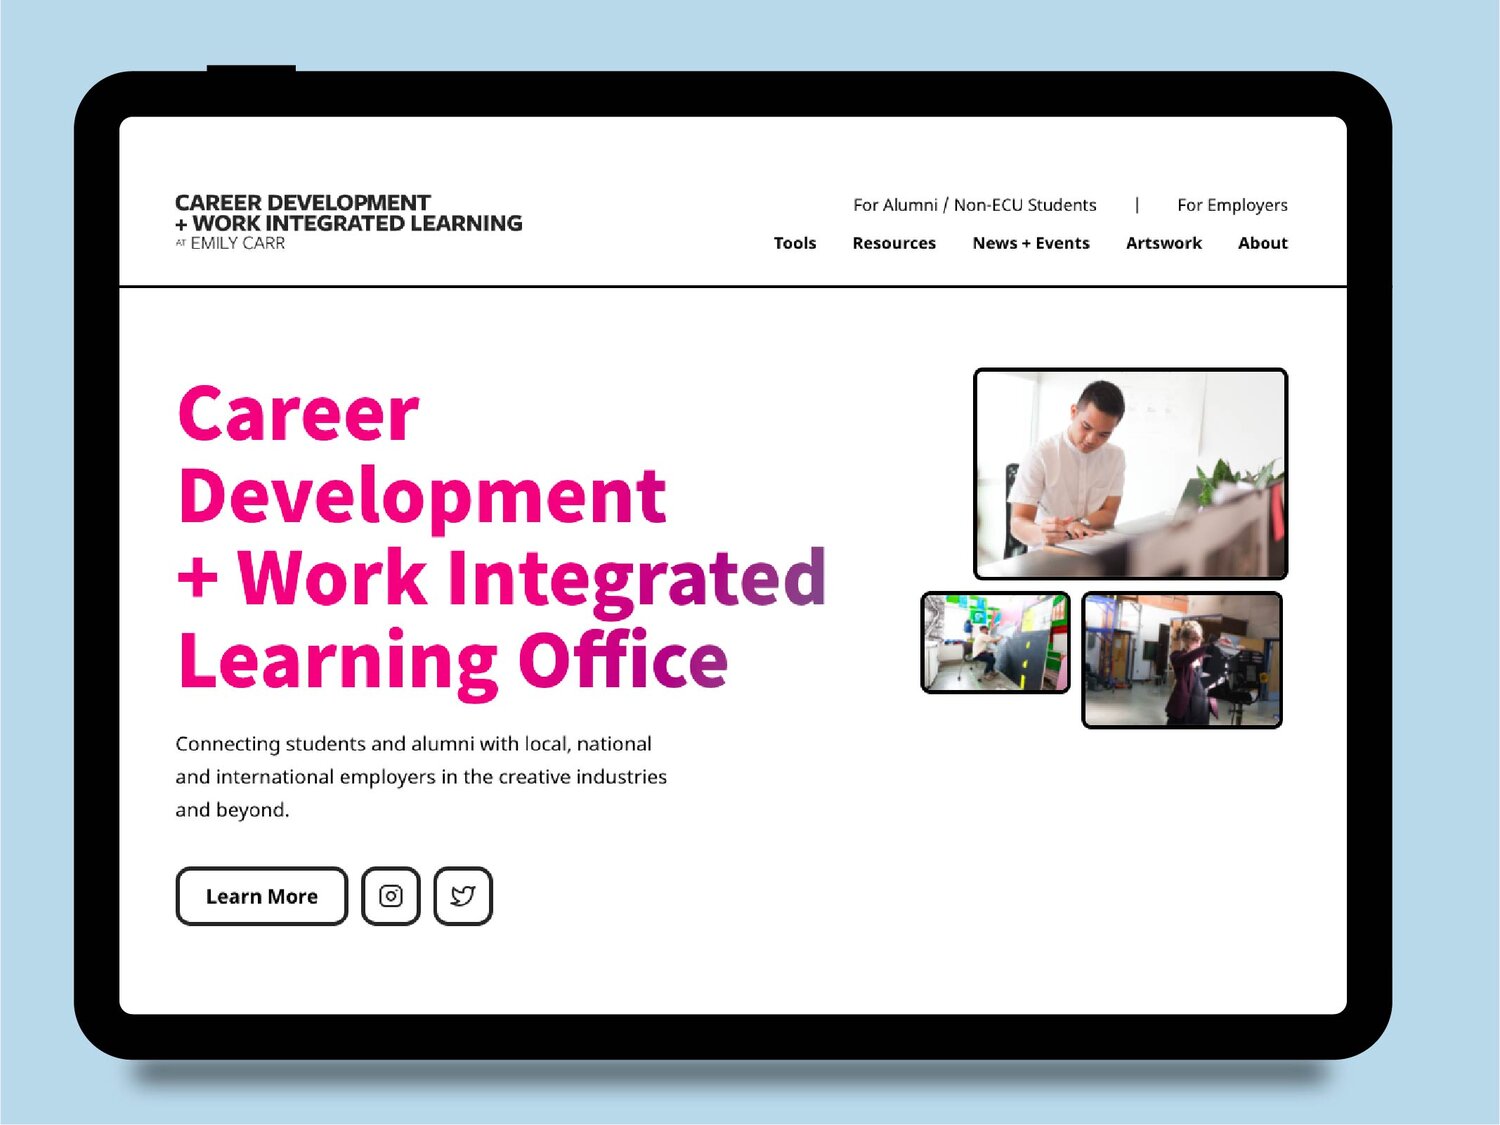 CAREER DEVELOPMENT
+ WORK INTEGRATED LEARNING
AT EMILY CARR
For Alumni / Non-ECU Students | For Employers
Tools Resources News + Events Artswork About
Career
Development
+ Work Integrated
Learning Office
Connecting students and alumni with local, national
and international employers in the creative industries
and beyond.
Learn More